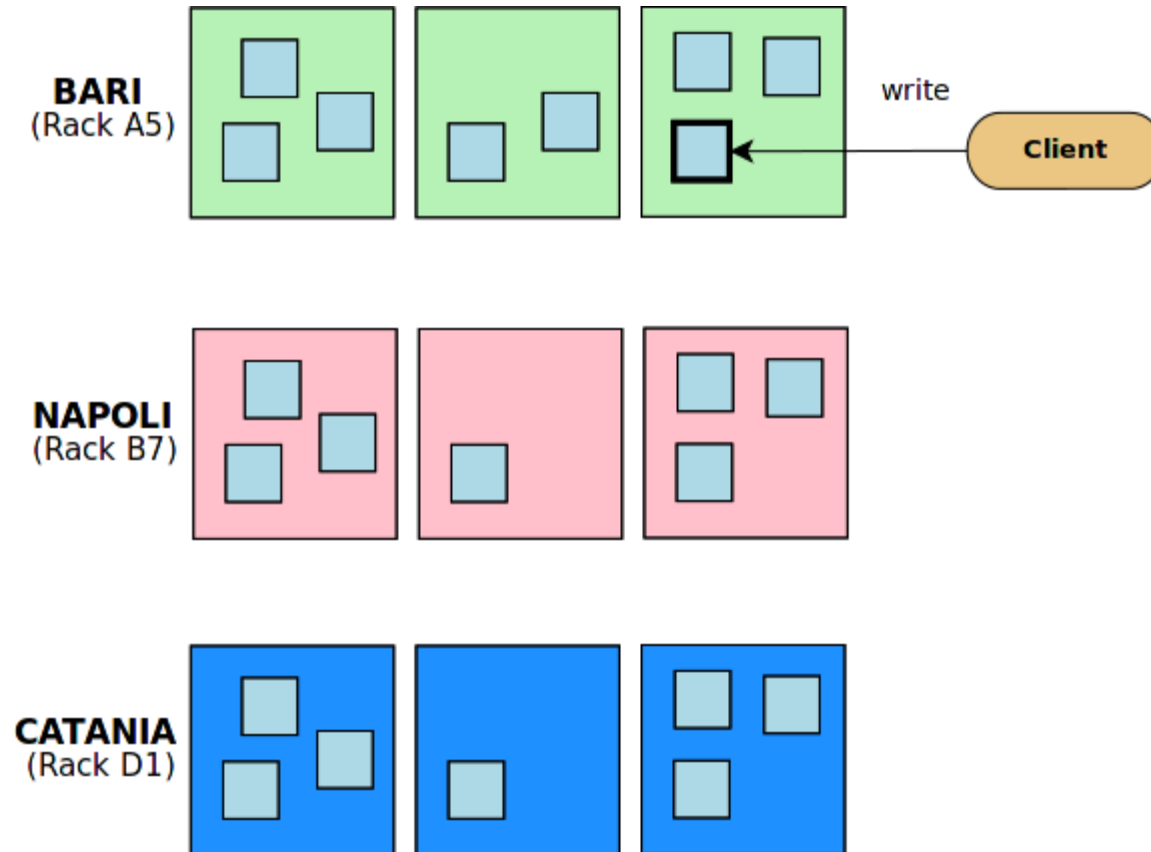 BARI
(Rack A5)
write
Client
NAPOLI
(Rack B7)
CATANIA
(Rack D1)